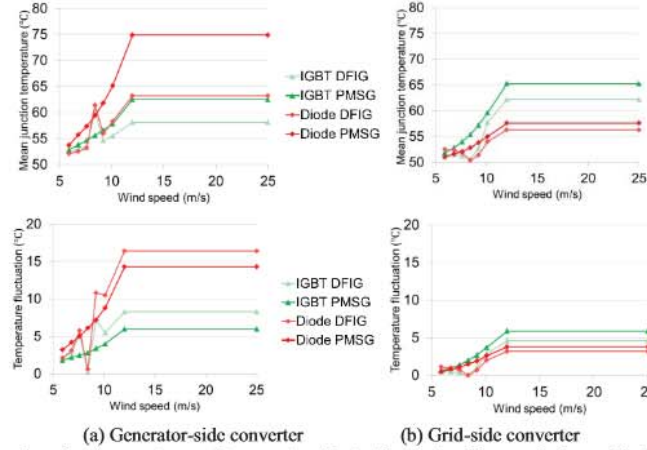 Mean junction temperature (°C)
80
75
70
65
60
55
50
5
10
15
20
25
Wind speed (m/s)
IGBT DFIG
IGBT PMSG
Diode DFIG
Diode PMSG
Mean junction temperature (°C)
80
75
70
65
60
55
50
5
10
15
20
25
Wind speed (m/s)
Temperature fluctuation (°C)
20
15
10
5
0
5
10
15
20
25
Wind speed (m/s)
IGBT DFIG
IGBT PMSG
Diode DFIG
Diode PMSG
Temperature fluctuation (°C)
20
15
10
5
0
5
10
15
20
25
Wind speed (m/s)
(a) Generator-side converter
(b) Grid-side converter